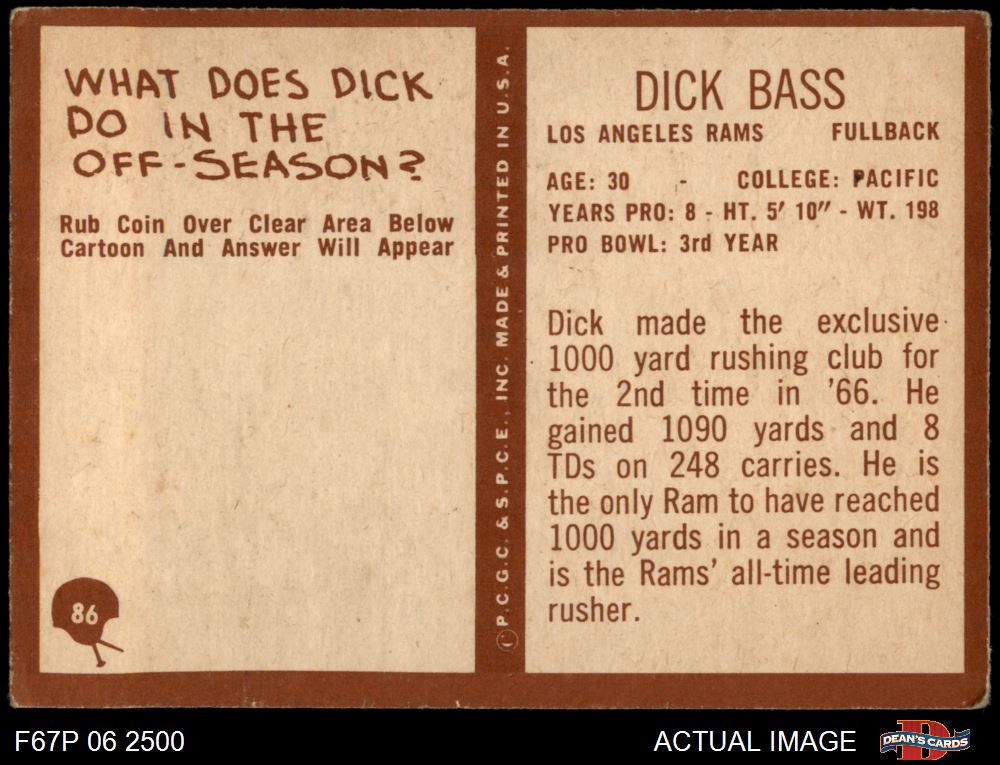 WHAT DOES DICK
DO IN THE
OFF-SEASON?
Rub Coin Over Clear Area Below
Cartoon And Answer Will Appear
86
© P.C.G.C. & S.P.C.E., INC. MADE & PRINTED IN U.S.A.
DICK BASS
LOS ANGELES RAMS FULLBACK
AGE: 30 - COLLEGE: PACIFIC
YEARS PRO: 8 - HT. 5' 10" - WT. 198
PRO BOWL: 3rd YEAR
Dick made the exclusive
1000 yard rushing club for
the 2nd time in '66. He
gained 1090 yards and 8
TDs on 248 carries. He is
the only Ram to have reached
1000 yards in a season and
is the Rams' all-time leading
rusher.
F67P 06 2500
ACTUAL IMAGE
DEAN'S CARDS